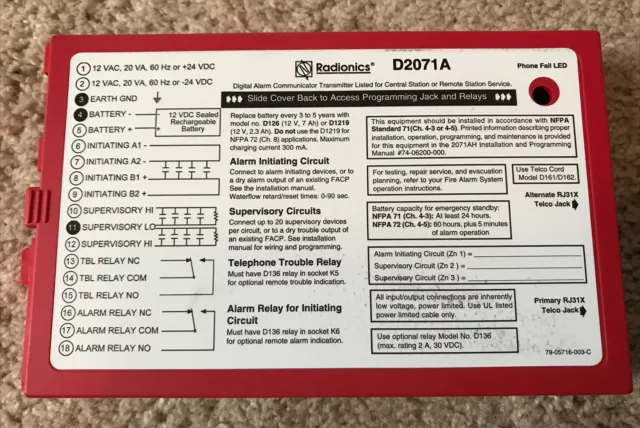 Radionics® D2071A
Phone Fail LED
Digital Alarm Communicator Transmitter Listed for Central Station or Remote Station Service.
Slide Cover Back to Access Programming Jack and Relays
1 12 VAC, 20 VA, 60 Hz or +24 VDC
2 12 VAC, 20 VA, 60 Hz or -24 VDC
3 EARTH GND
4 BATTERY -
5 BATTERY +
12 VDC Sealed
Rechargeable
Battery
6 INITIATING A1 -
7 INITIATING A2 -
8 INITIATING B1 +
9 INITIATING B2 +
10 SUPERVISORY HI
11 SUPERVISORY LO
12 SUPERVISORY HI
13 TBL RELAY NC
14 TBL RELAY COM
15 TBL RELAY NO
16 ALARM RELAY NC
17 ALARM RELAY COM
18 ALARM RELAY NO
Replace battery every 3 to 5 years with
model no. D126 (12 V, 7 Ah) or D1219
(12 V, 2.3 Ah). Do not use the D1219 for
NFPA 72 (Ch. 8) applications. Maximum
charging current 300 mA.
Alarm Initiating Circuit
Connect to alarm initiating devices, or to
a dry alarm output of an existing FACP
See the installation manual.
Waterflow retard/reset times: 0-90 sec.
Supervisory Circuits
Connect up to 20 supervisory devices
per circuit, or to a dry trouble output of
an existing FACP. See installation
manual for wiring and programming.
Telephone Trouble Relay
Must have D136 relay in socket K5
for optional remote trouble indication.
Alarm Relay for Initiating
Circuit
Must have D136 relay in socket K6
for optional remote alarm indication.
This equipment should be installed in accordance with NFPA
Standard 71(Ch. 4-3 or 4-5). Printed information describing proper
installation, operation, programming, and maintenance is provided
for this equipment in the 2071AH Installation and Programming
Manual #74-06200-000.
For testing, repair service, and evacuation
planning, refer to your Fire Alarm System
operation instructions.
Use Telco Cord
Model D161/D162.
Alternate RJ31X
Telco Jack
Battery capacity for emergency standby:
NFPA 71 (Ch. 4-3): At least 24 hours.
NFPA 72 (Ch. 4-5): 60 hours, plus 5 minutes
of alarm operation
Alarm Initiating Circuit (Zn 1) =
Supervisory Circuit (Zn 2 ) =
Supervisory Circuit (Zn 3 ) =
All input/output connections are inherently
low voltage, power limited. Use UL listed
power limited cable only.
Primary RJ31X
Telco Jack
Use optional relay Model No. D136
(max. rating 2 A, 30 VDC).
79-05716-003-C